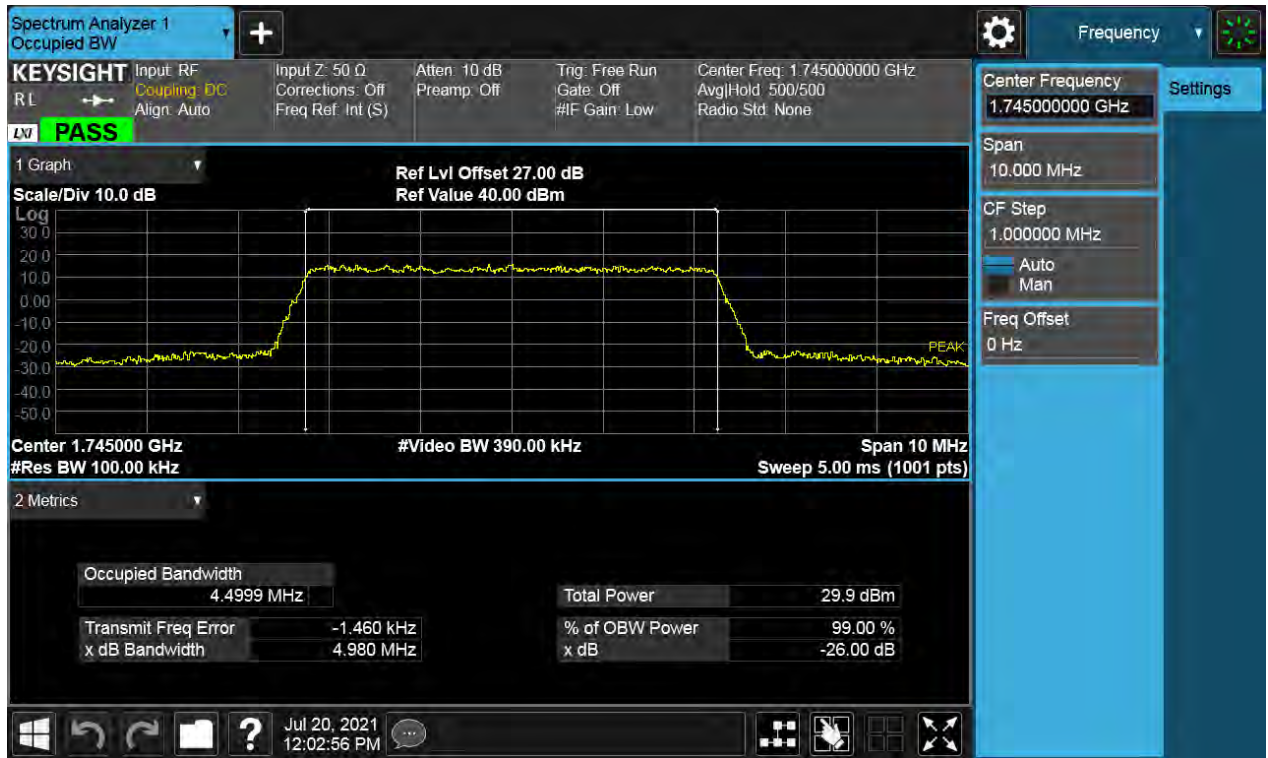 Spectrum Analyzer 1
Occupied BW
+
Frequency
KEYSIGHT
RL
LXI
PASS
Input: RF
Coupling: DC
Align: Auto
Input Z: 50 Ω
Corrections: Off
Freq Ref: Int (S)
Atten: 10 dB
Preamp: Off
Trig: Free Run
Gate: Off
#IF Gain: Low
Center Freq: 1.745000000 GHz
Avg|Hold: 500/500
Radio Std: None
1 Graph
Scale/Div 10.0 dB
Ref Lvl Offset 27.00 dB
Ref Value 40.00 dBm
Log
30.0
20.0
10.0
0.00
-10.0
-20.0
-30.0
-40.0
-50.0
PEAK
Center 1.745000 GHz
#Video BW 390.00 kHz
Span 10 MHz
#Res BW 100.00 kHz
Sweep 5.00 ms (1001 pts)
2 Metrics
Occupied Bandwidth
4.4999 MHz
Total Power 29.9 dBm
Transmit Freq Error -1.460 kHz
% of OBW Power 99.00 %
x dB Bandwidth 4.980 MHz
x dB -26.00 dB
Center Frequency
1.745000000 GHz
Settings
Span
10.000 MHz
CF Step
1.000000 MHz
Auto
Man
Freq Offset
0 Hz
?
Jul 20, 2021
12:02:56 PM